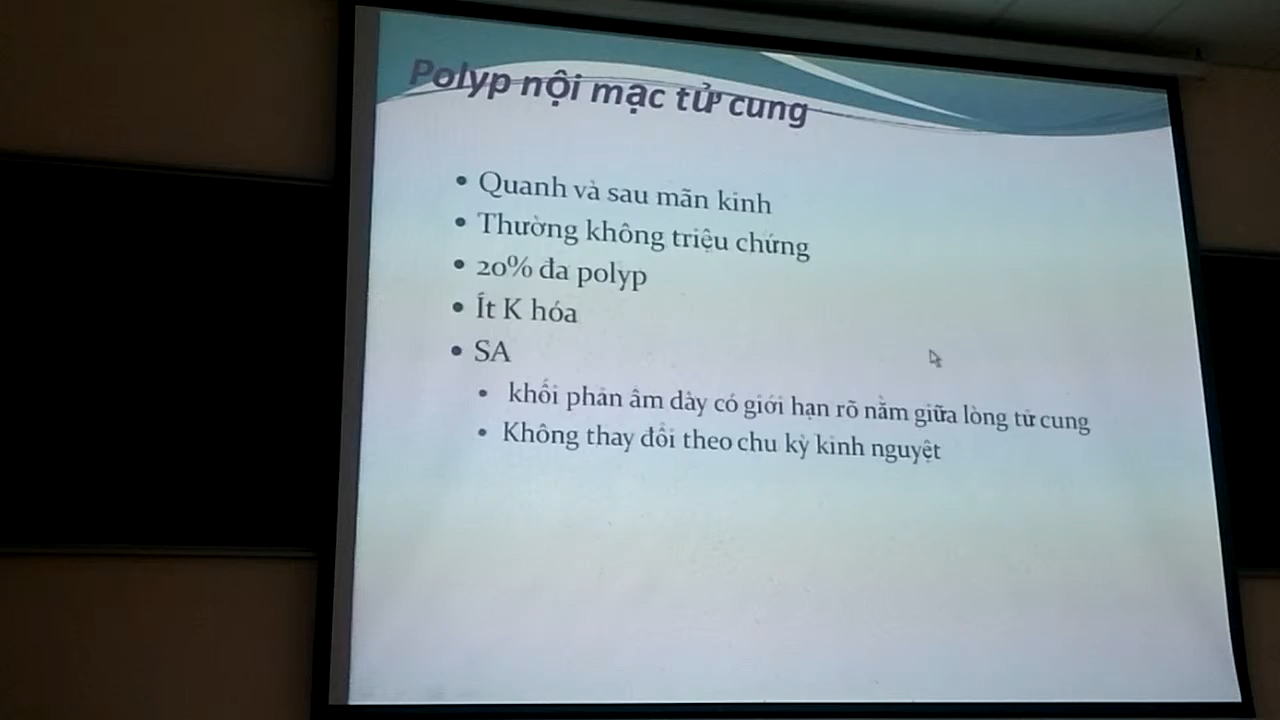 Polyp nội mạc tử cung
• Quanh và sau mãn kinh
• Thường không triệu chứng
• 20% đa polyp
• Ít K hóa
• SA
• khối phản âm dày có giới hạn rõ nằm giữa lòng tử cung
• Không thay đổi theo chu kỳ kinh nguyệt